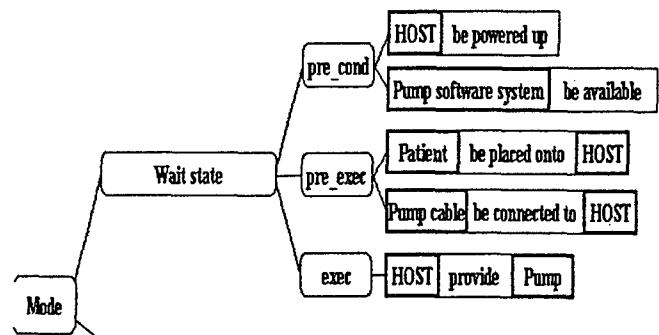 HOST be powered up
pre_cond
Pump software system be available
Patient be placed onto HOST
Wait state
pre_exec
Pump cable be connected to HOST
exec HOST provide Pump
Mode